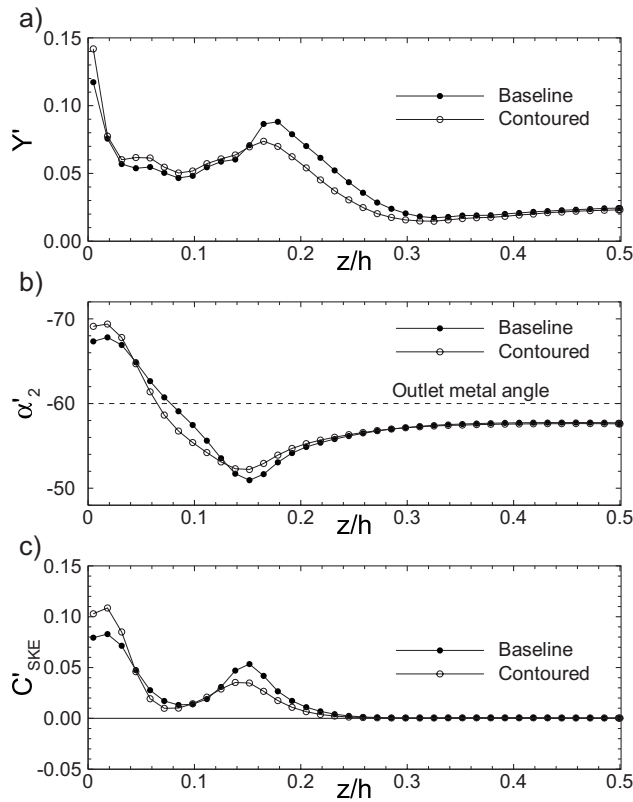 a)
0.15
0.10
0.05
0.00
Y'
Baseline
Contoured
0 0.1 0.2 0.3 0.4 0.5
z/h
b)
-70
-60
-50
α'2
Baseline
Contoured
Outlet metal angle
0 0.1 0.2 0.3 0.4 0.5
z/h
c)
0.15
0.10
0.05
0.00
-0.05
C'SKE
Baseline
Contoured
0 0.1 0.2 0.3 0.4 0.5
z/h